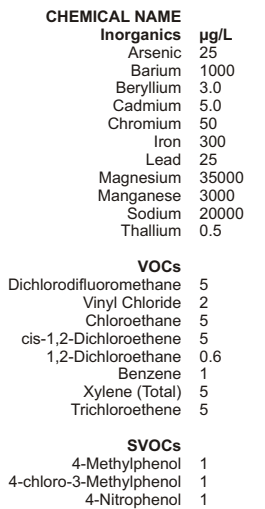 CHEMICAL NAME
Inorganics µg/L
Arsenic 25
Barium 1000
Beryllium 3.0
Cadmium 5.0
Chromium 50
Iron 300
Lead 25
Magnesium 35000
Manganese 3000
Sodium 20000
Thallium 0.5
VOCs
Dichlorodifluoromethane 5
Vinyl Chloride 2
Chloroethane 5
cis-1,2-Dichloroethene 5
1,2-Dichloroethane 0.6
Benzene 1
Xylene (Total) 5
Trichloroethene 5
SVOCs
4-Methylphenol 1
4-chloro-3-Methylphenol 1
4-Nitrophenol 1